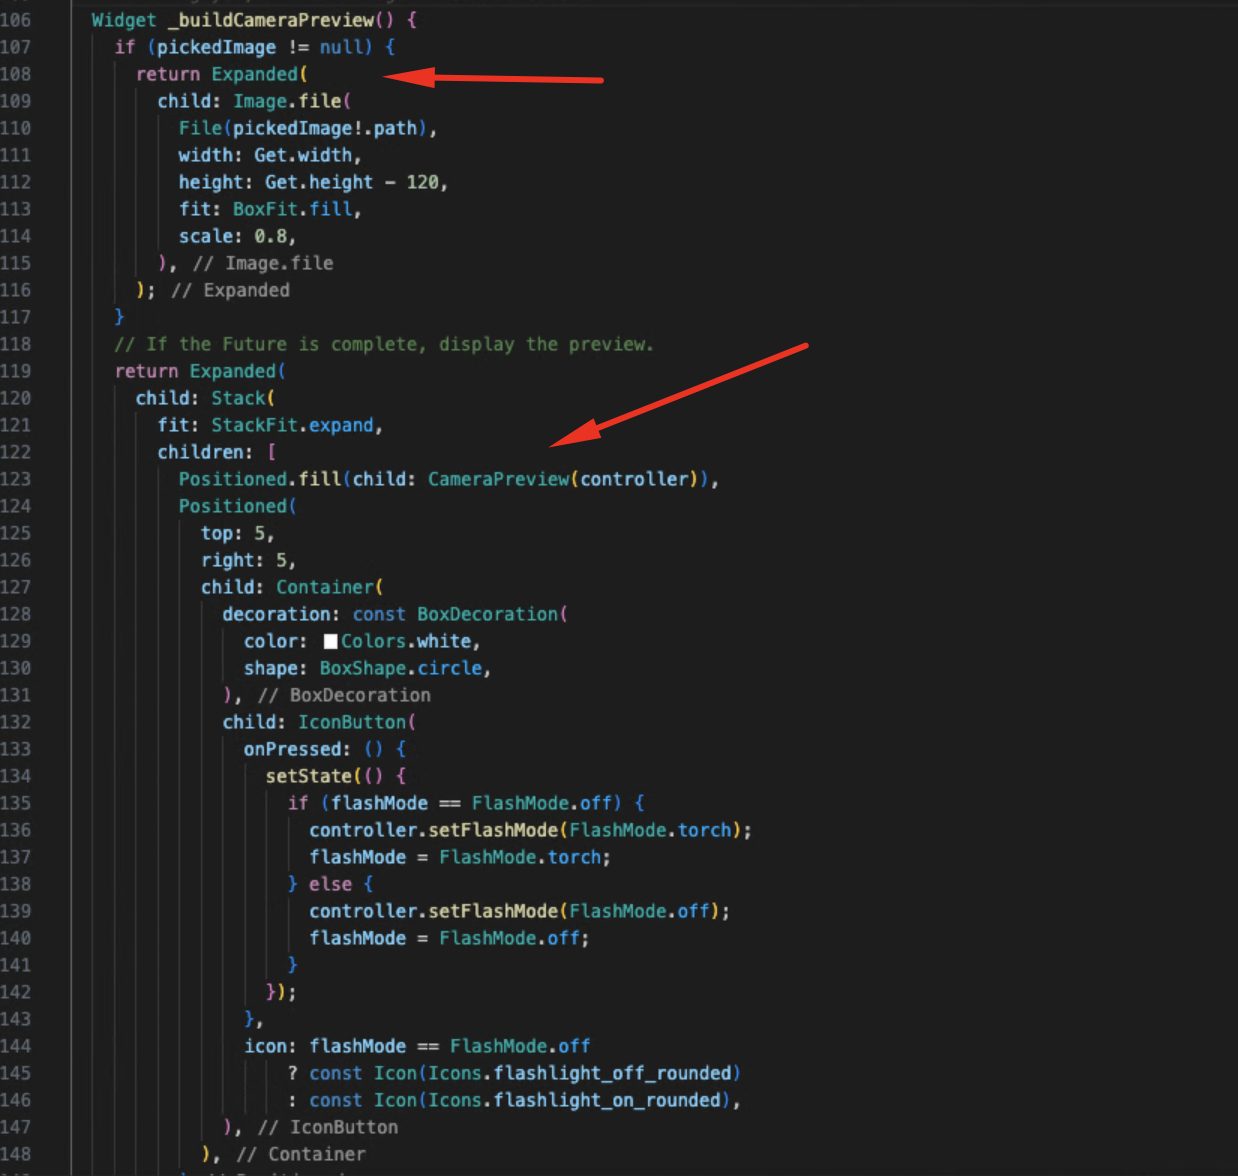 106 Widget _buildCameraPreview() {
107 if (pickedImage != null) {
108 return Expanded(
109 child: Image.file(
110 File(pickedImage!.path),
111 width: Get.width,
112 height: Get.height - 120,
113 fit: BoxFit.fill,
114 scale: 0.8,
115 ), // Image.file
116 ); // Expanded
117 }
118 // If the Future is complete, display the preview.
119 return Expanded(
120 child: Stack(
121 fit: StackFit.expand,
122 children: [
123 Positioned.fill(child: CameraPreview(controller)),
124 Positioned(
125 top: 5,
126 right: 5,
127 child: Container(
128 decoration: const BoxDecoration(
129 color: Colors.white,
130 shape: BoxShape.circle,
131 ), // BoxDecoration
132 child: IconButton(
133 onPressed: () {
134 setState(() {
135 if (flashMode == FlashMode.off) {
136 controller.setFlashMode(FlashMode.torch);
137 flashMode = FlashMode.torch;
138 } else {
139 controller.setFlashMode(FlashMode.off);
140 flashMode = FlashMode.off;
141 }
142 });
143 },
144 icon: flashMode == FlashMode.off
145 ? const Icon(Icons.flashlight_off_rounded)
146 : const Icon(Icons.flashlight_on_rounded),
147 ), // IconButton
148 ), // Container